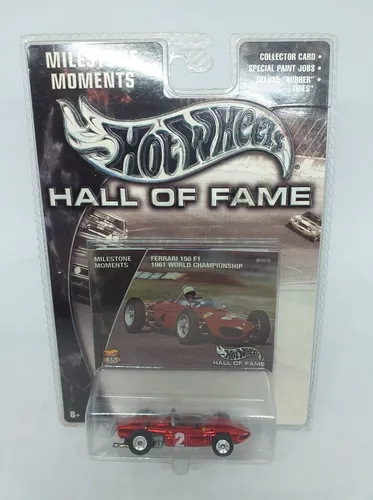 MILESTONE
MOMENTS
COLLECTOR CARD •
SPECIAL PAINT JOBS •
DELUXE "RUBBER" •
TIRES"
HOT WHEELS
HALL OF FAME
MILESTONE
MOMENTS
FERRARI 156 F1
1961 WORLD CHAMPIONSHIP
HOT WHEELS
HALL OF FAME
8+
2